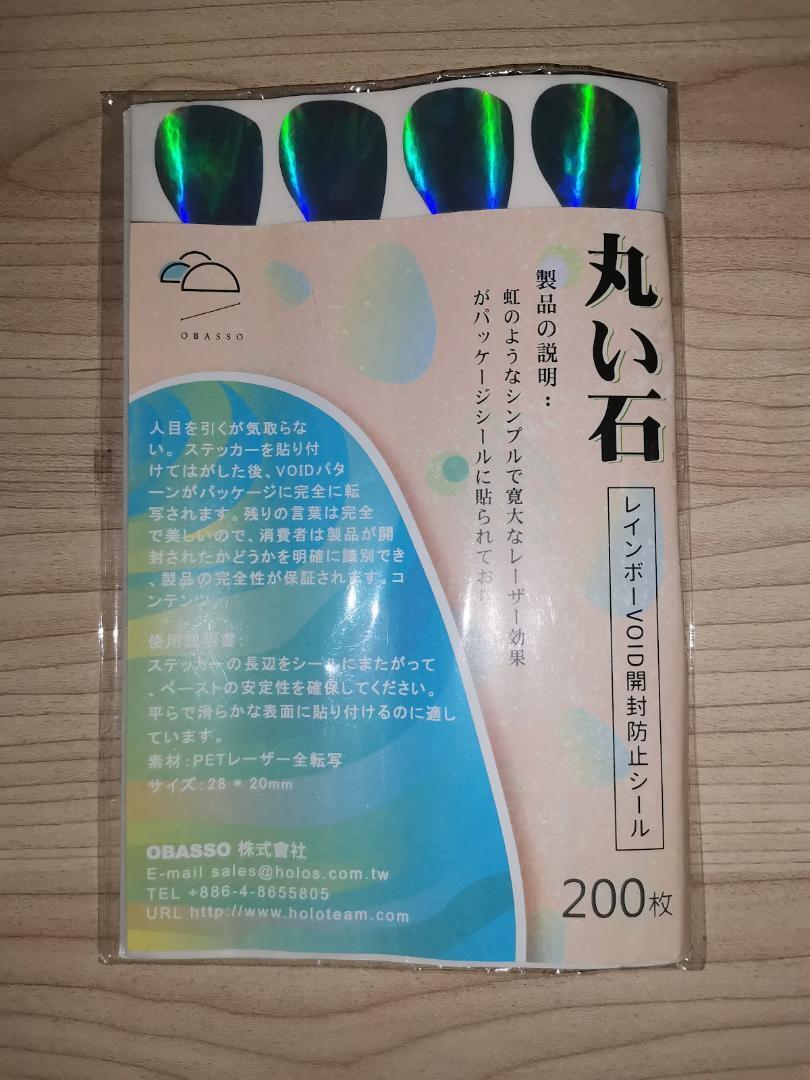 丸い石
レインボーVOID開封防止シール
200枚
製品の説明：
虹のようなシンプルで寛大なレーザー効果
がパッケージシールに貼られており
OBASSO
人目を引くが気取らな
い。ステッカーを貼り付
けてはがした後、VOIDパタ
ーンがパッケージに完全に転
写されます。残りの言葉は完全
で美しいので、消費者は製品が開
封されたかどうかを明確に識別でき
、製品の完全性が保証されます。コ
ンテンツ。
使用説明書
ステッカーの長辺をシールにまたがって
、ペーストの安定性を確保してください。
平らで滑らかな表面に貼り付けるのに適し
ています。
素材:PETレーザー全転写
サイズ:28 * 20mm
OBASSO 株式會社
E-mail sales@holos.com.tw
TEL +886-4-8655805
URL http://www.holoteam.com